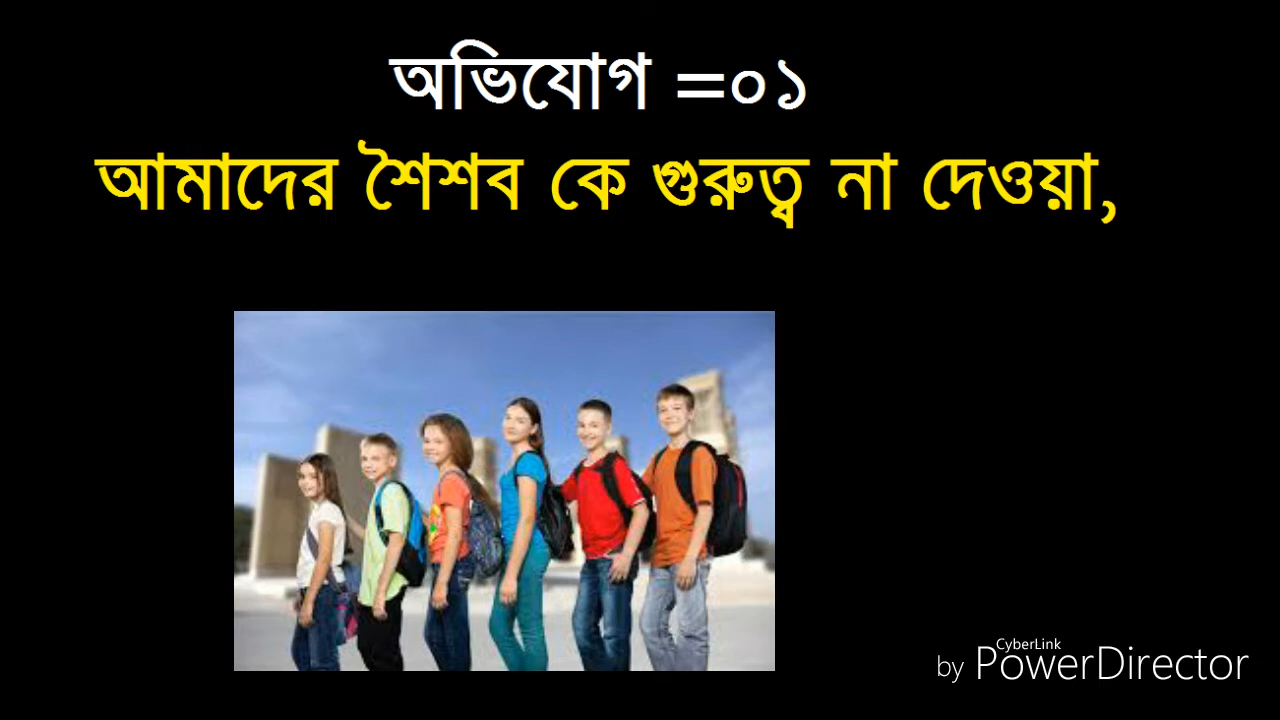 অভিযোগ =০১
আমাদের শৈশব কে গুরুত্ব না দেওয়া,
CyberLink
by PowerDirector